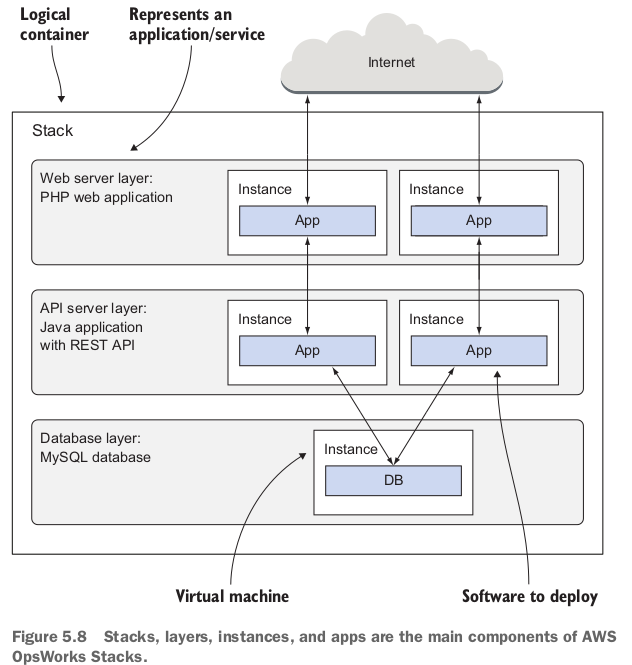 Logical
container
Represents an
application/service
Internet
Stack
Web server layer:
PHP web application
Instance
App
Instance
App
API server layer:
Java application
with REST API
Instance
App
Instance
App
Database layer:
MySQL database
Instance
DB
Virtual machine
Software to deploy
Figure 5.8 Stacks, layers, instances, and apps are the main components of AWS
OpsWorks Stacks.